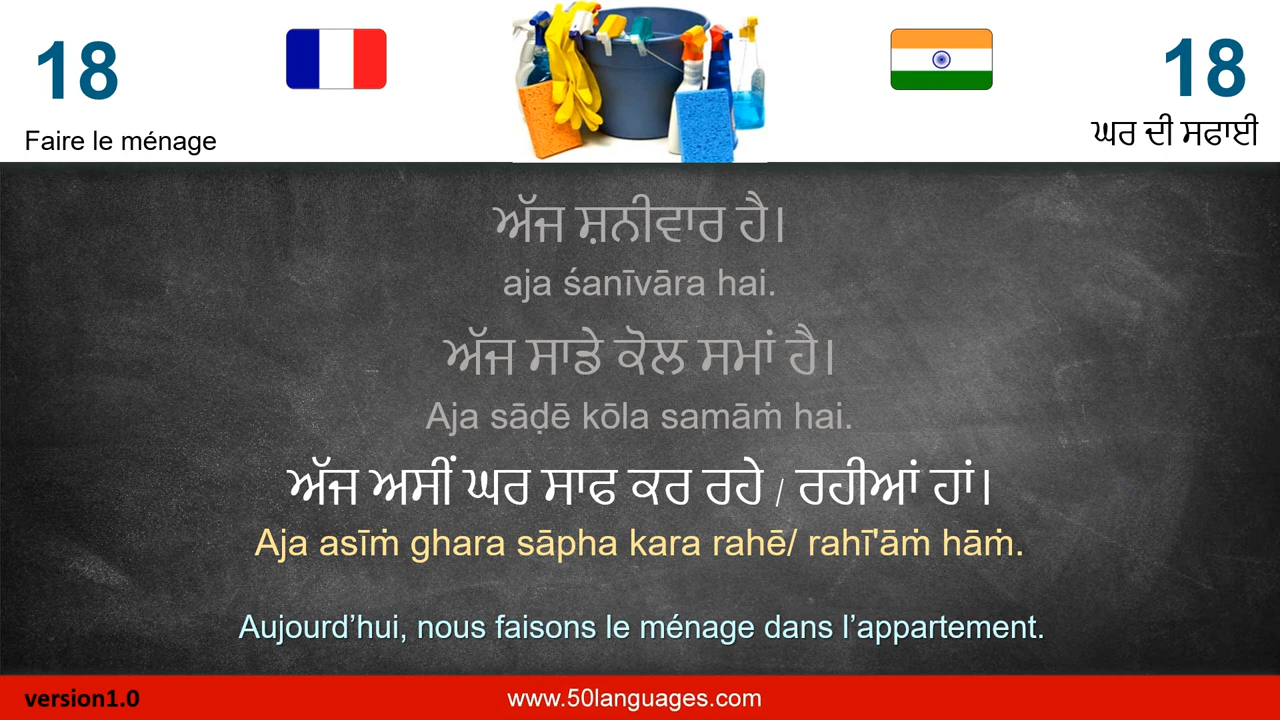 18
18
Faire le ménage
ਘਰ ਦੀ ਸਫਾਈ
ਅੱਜ ਸ਼ਨੀਵਾਰ ਹੈ।
aja śanīvāra hai.
ਅੱਜ ਸਾਡੇ ਕੋਲ ਸਮਾਂ ਹੈ।
Aja sāḍē kōla samāṁ hai.
ਅੱਜ ਅਸੀਂ ਘਰ ਸਾਫ ਕਰ ਰਹੇ / ਰਹੀਆਂ ਹਾਂ।
Aja asīṁ ghara sāpha kara rahē/ rahī'āṁ hāṁ.
Aujourd’hui, nous faisons le ménage dans l’appartement.
version1.0
www.50languages.com